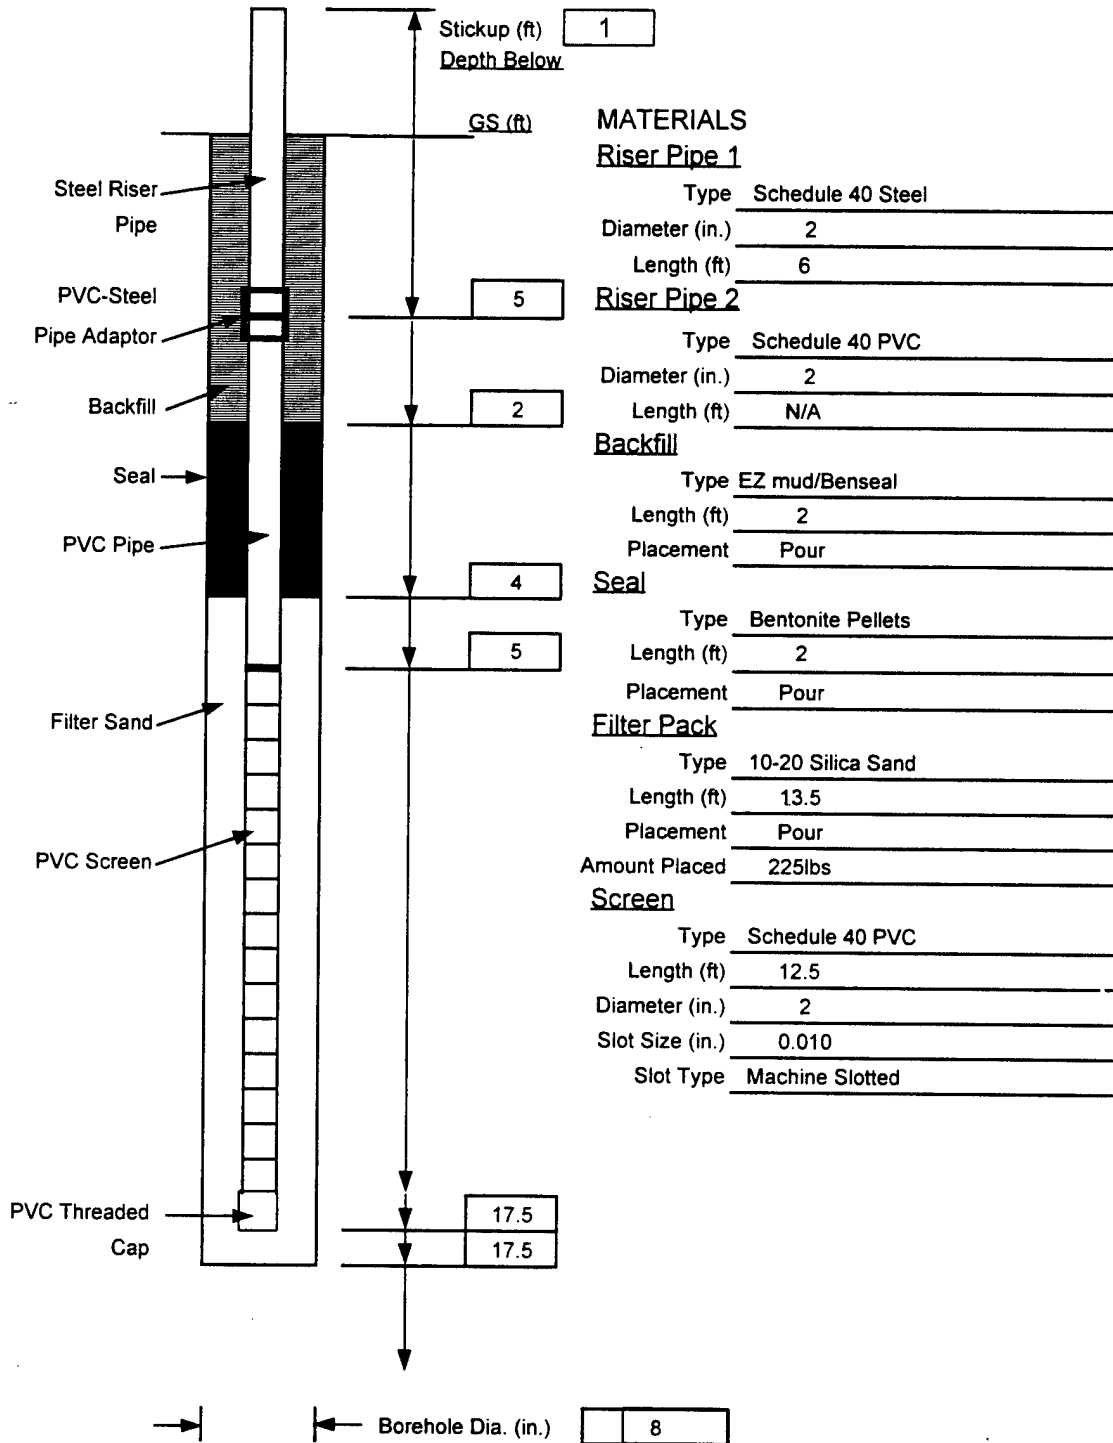 Stickup (ft) 1
Depth Below
GS (ft)
MATERIALS
Riser Pipe 1
Type Schedule 40 Steel
Diameter (in.) 2
Length (ft) 6
Riser Pipe 2
Type Schedule 40 PVC
Diameter (in.) 2
Length (ft) N/A
Backfill
Type EZ mud/Benseal
Length (ft) 2
Placement Pour
Seal
Type Bentonite Pellets
Length (ft) 2
Placement Pour
Filter Pack
Type 10-20 Silica Sand
Length (ft) 13.5
Placement Pour
Amount Placed 225lbs
Screen
Type Schedule 40 PVC
Length (ft) 12.5
Diameter (in.) 2
Slot Size (in.) 0.010
Slot Type Machine Slotted
Steel Riser
Pipe
PVC-Steel
Pipe Adaptor
Backfill
Seal
PVC Pipe
Filter Sand
PVC Screen
PVC Threaded
Cap
5
2
4
5
17.5
17.5
Borehole Dia. (in.) 8